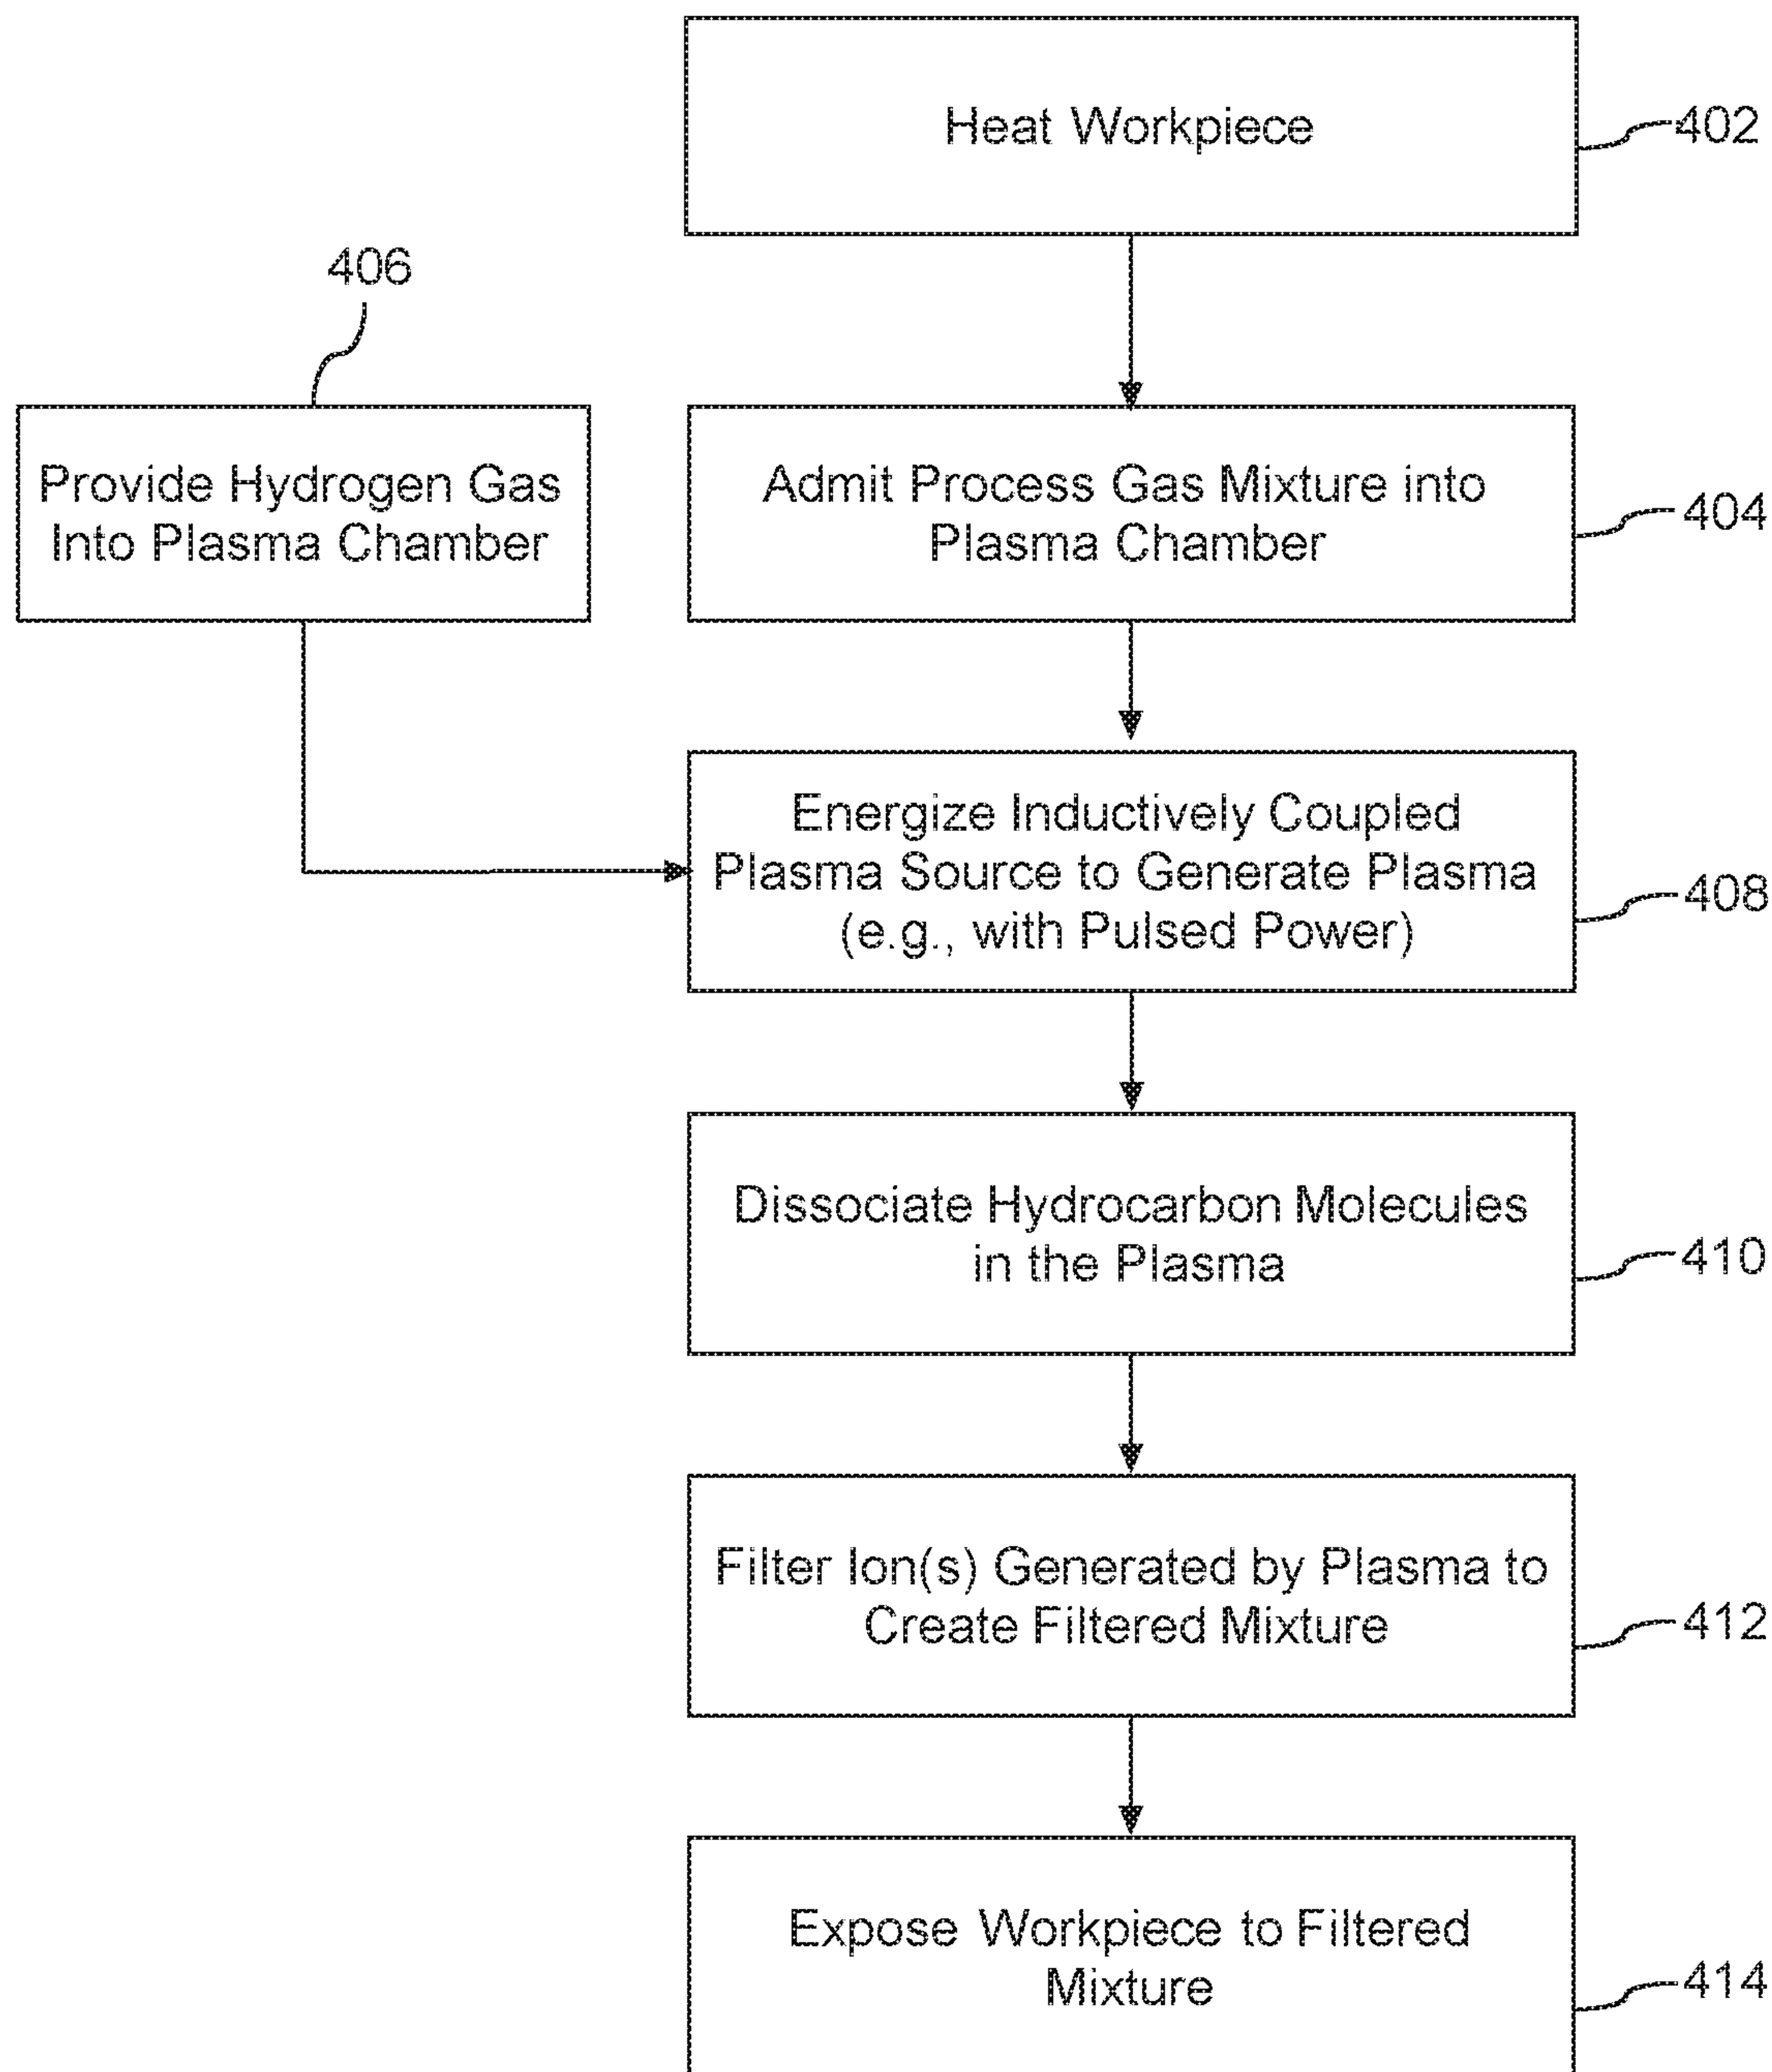 Heat Workpiece
402
406
Provide Hydrogen Gas
Into Plasma Chamber
Admit Process Gas Mixture into
Plasma Chamber
404
Energize Inductively Coupled
Plasma Source to Generate Plasma
(e.g., with Pulsed Power)
408
Dissociate Hydrocarbon Molecules
in the Plasma
410
Filter Ion(s) Generated by Plasma to
Create Filtered Mixture
412
Expose Workpiece to Filtered
Mixture
414